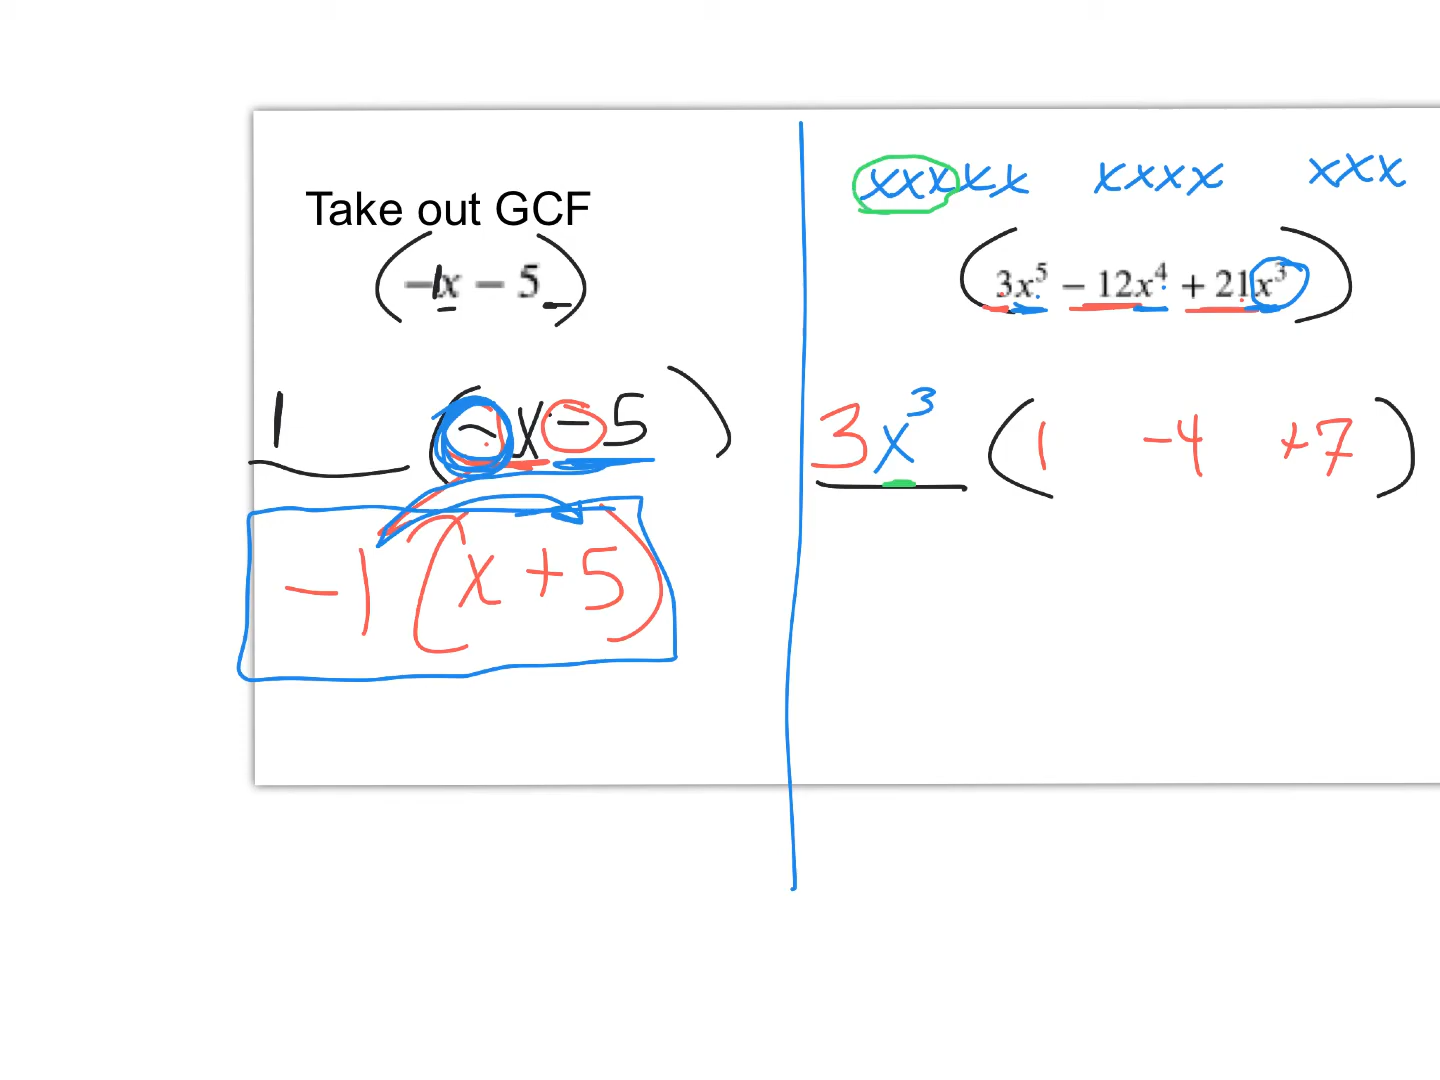 Take out GCF
(-1x - 5)
1 (-x - 5)
-1 (x + 5)
xxxxx xxxx xxx
(3x⁵ - 12x⁴ + 21x³)
3x³ (1 -4 +7)